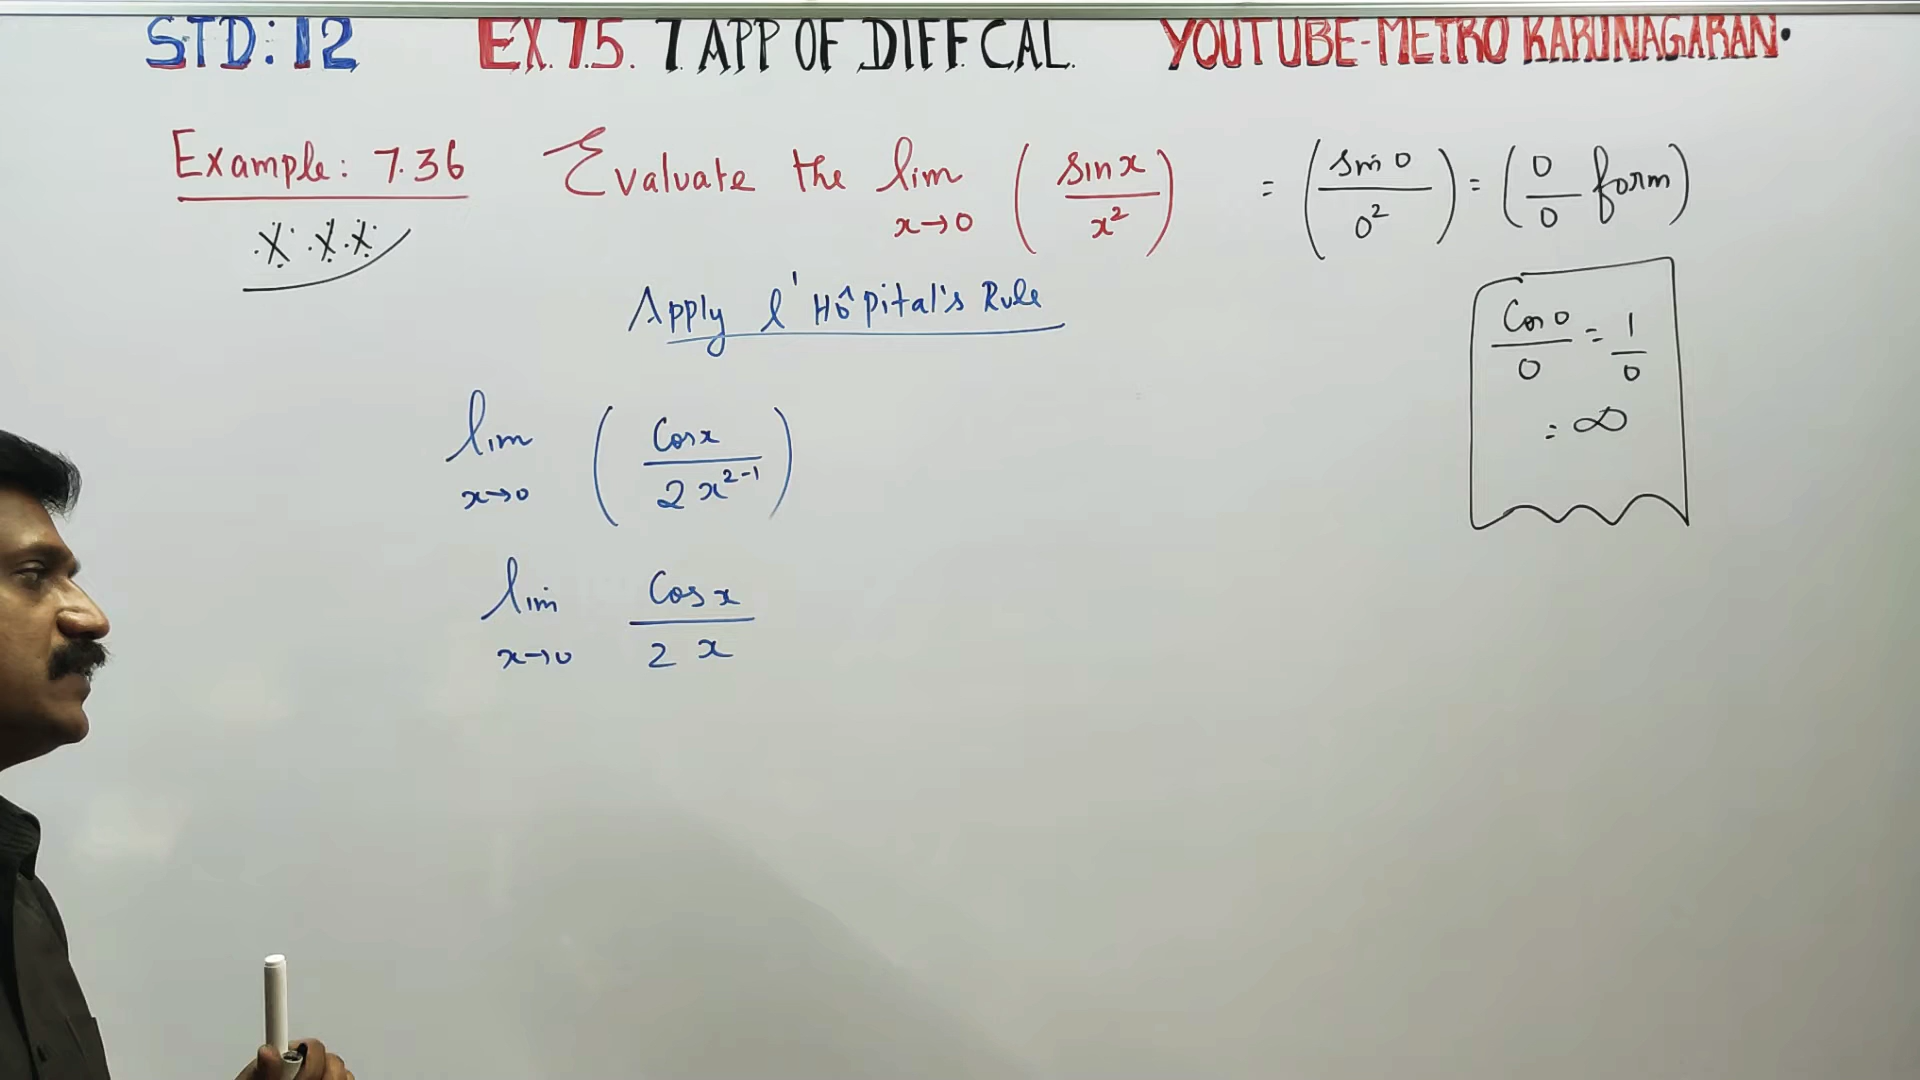 STD: 12 EX. 7.5. 7 APP OF DIFF. CAL. YOUTUBE-METRO KARUNAGARAN.
Example: 7.36 Evaluate the lim x→0 ( sin x / x² ) = ( sin 0 / 0² ) = ( 0/0 form )
Apply l'Hôpital's Rule
lim x→0 ( Cos x / 2 x²⁻¹ )
lim x→0 Cos x / 2 x
Cos 0 / 0 = 1 / 0
= ∞